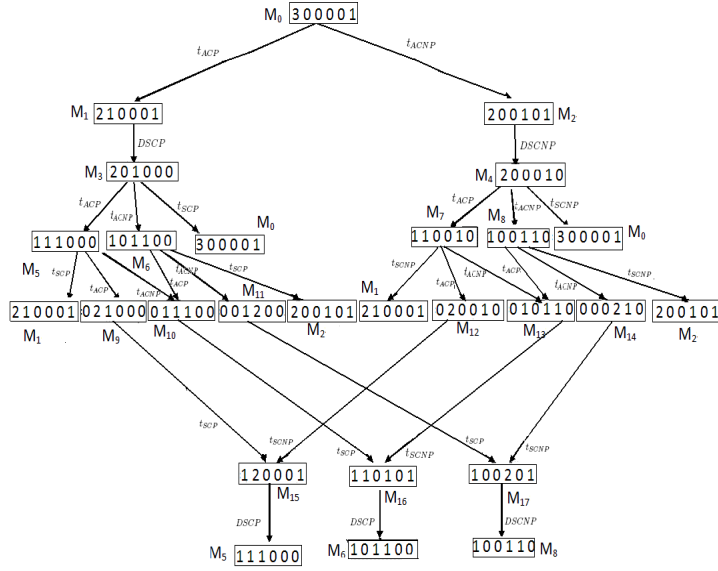 M0 300001
tACP tACNP
M1 210001 200101 M2
DSCP DSCNP
M3 201000 M4 200010
tACP tACNP tSCP tACP tACNP tSCNP
M5 111000 M6 101100 M0 300001 M7 110010 M8 100110 300001 M0
tSCP tACP tACNP tACP tACNP tSCP tSCNP tACP tACNP tACP tACNP tSCNP
M11 M1
210001 021000 011100 001200 200101 210001 020010 010110 000210 200101
M1 M9 M10 M2 M12 M13 M14 M2
tSCP tSCNP tSCP tSCNP tSCP tSCNP
120001 110101 100201
M15 M16 M17
DSCP DSCP DSCNP
M5 111000 M6 101100 100110 M8